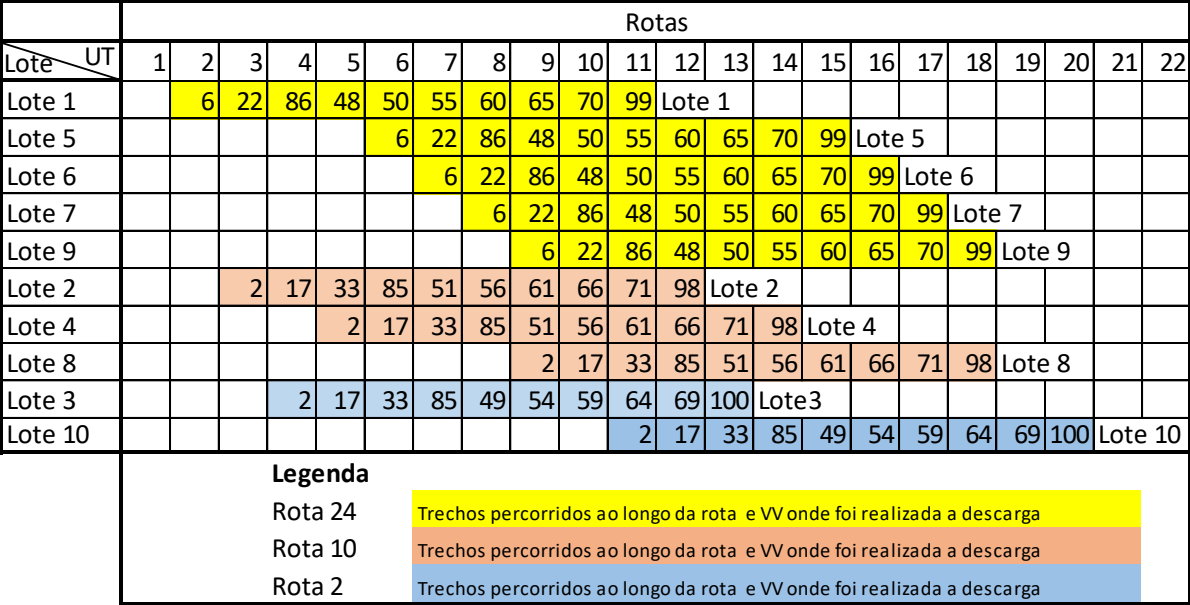 Rotas
Lote UT 1 2 3 4 5 6 7 8 9 10 11 12 13 14 15 16 17 18 19 20 21 22
Lote 1 6 22 86 48 50 55 60 65 70 99 Lote 1
Lote 5 6 22 86 48 50 55 60 65 70 99 Lote 5
Lote 6 6 22 86 48 50 55 60 65 70 99 Lote 6
Lote 7 6 22 86 48 50 55 60 65 70 99 Lote 7
Lote 9 6 22 86 48 50 55 60 65 70 99 Lote 9
Lote 2 2 17 33 85 51 56 61 66 71 98 Lote 2
Lote 4 2 17 33 85 51 56 61 66 71 98 Lote 4
Lote 8 2 17 33 85 51 56 61 66 71 98 Lote 8
Lote 3 2 17 33 85 49 54 59 64 69 100 Lote3
Lote 10 2 17 33 85 49 54 59 64 69 100 Lote 10
Legenda
Rota 24 Trechos percorridos ao longo da rota e VV onde foi realizada a descarga
Rota 10 Trechos percorridos ao longo da rota e VV onde foi realizada a descarga
Rota 2 Trechos percorridos ao longo da rota e VV onde foi realizada a descarga